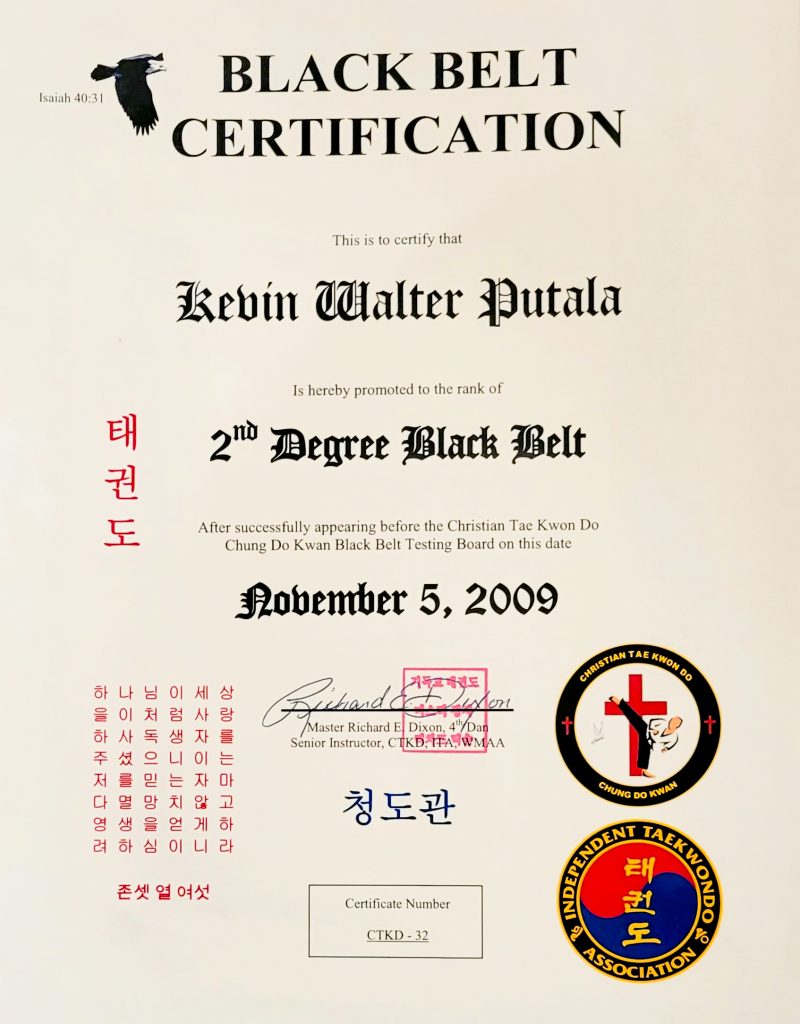 Isaiah 40:31
BLACK BELT
CERTIFICATION
This is to certify that
Kevin Walter Putala
Is hereby promoted to the rank of
2nd Degree Black Belt
태
권
도
After successfully appearing before the Christian Tae Kwon Do
Chung Do Kwan Black Belt Testing Board on this date
November 5, 2009
하나님이세상
을이처럼사랑
하사독생자를
주셨으니이는
저를믿는자마
다멸망치않고
영생을얻게하
려하심이니라
존셋 열 여섯
Richard E. Dixon
기독교태권도
Master Richard E. Dixon, 4th Dan
Senior Instructor, CTKD, ITA, WMAA
청도관
Certificate Number
CTKD - 32
CHRISTIAN TAE KWON DO
CHUNG DO KWAN
INDEPENDENT TAEKWONDO
태
권
도
ASSOCIATION